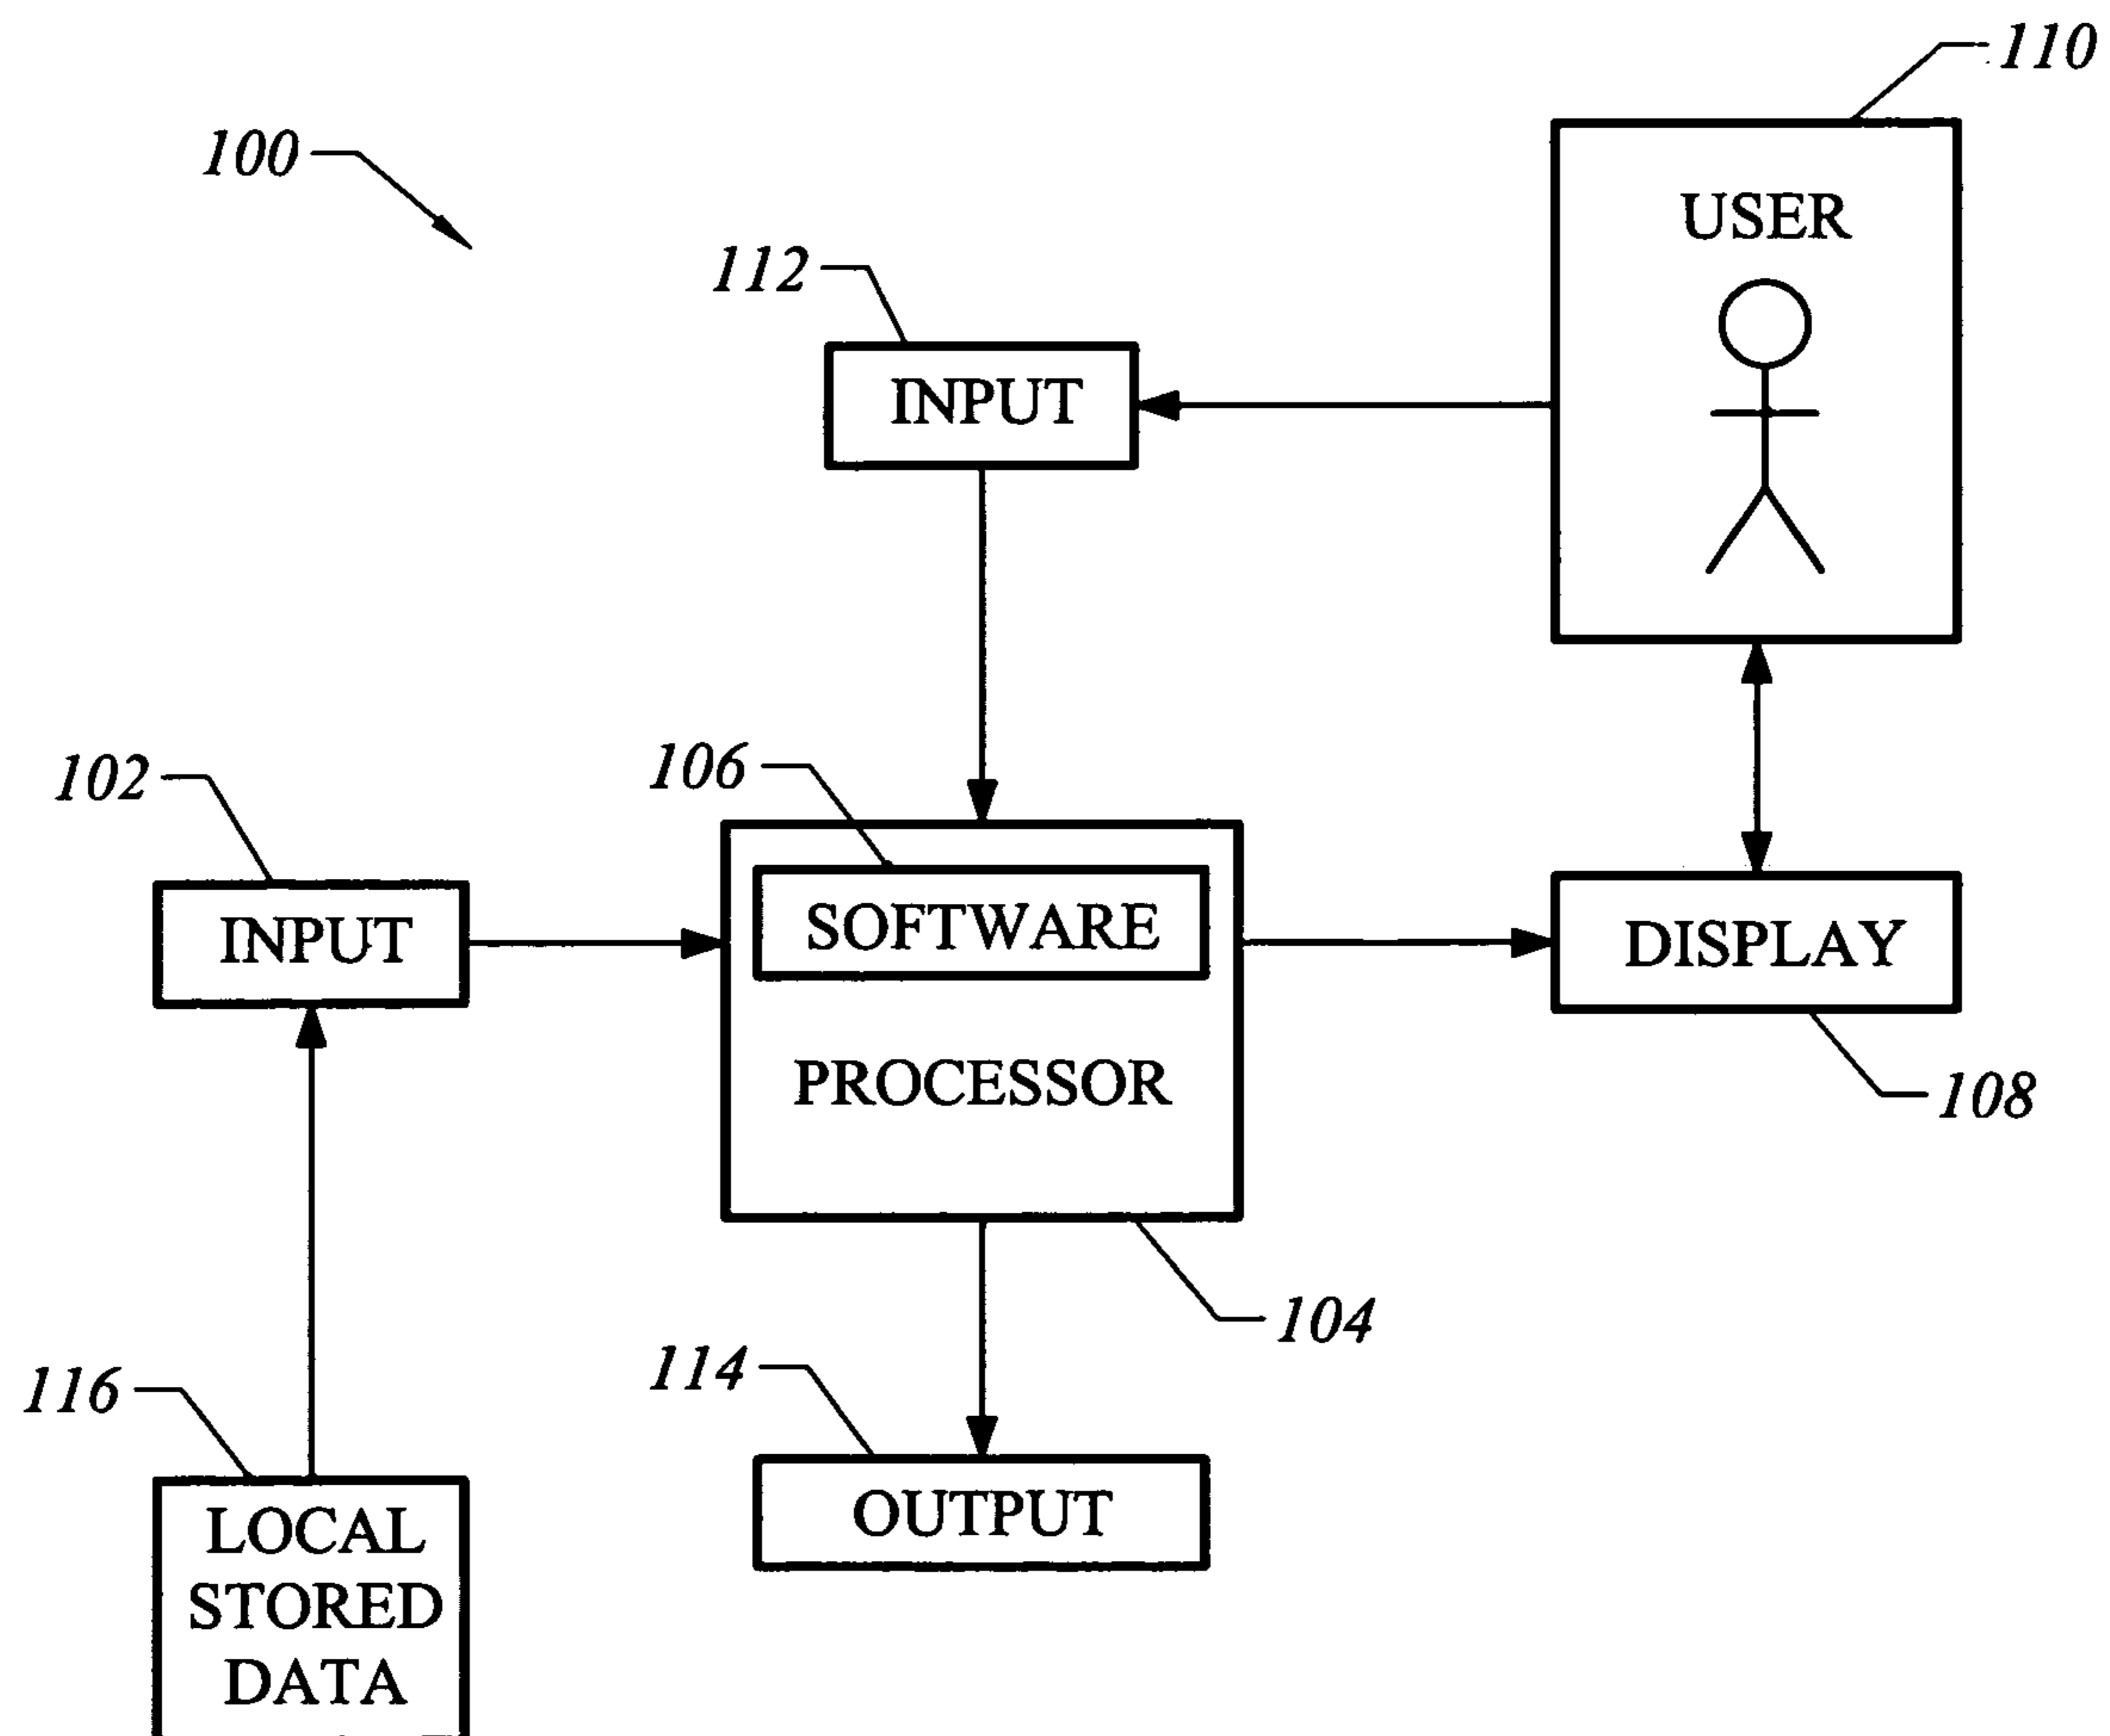 110
100
USER
112
INPUT
106
102
SOFTWARE
INPUT
DISPLAY
PROCESSOR
108
104
114
116
OUTPUT
LOCAL
STORED
DATA